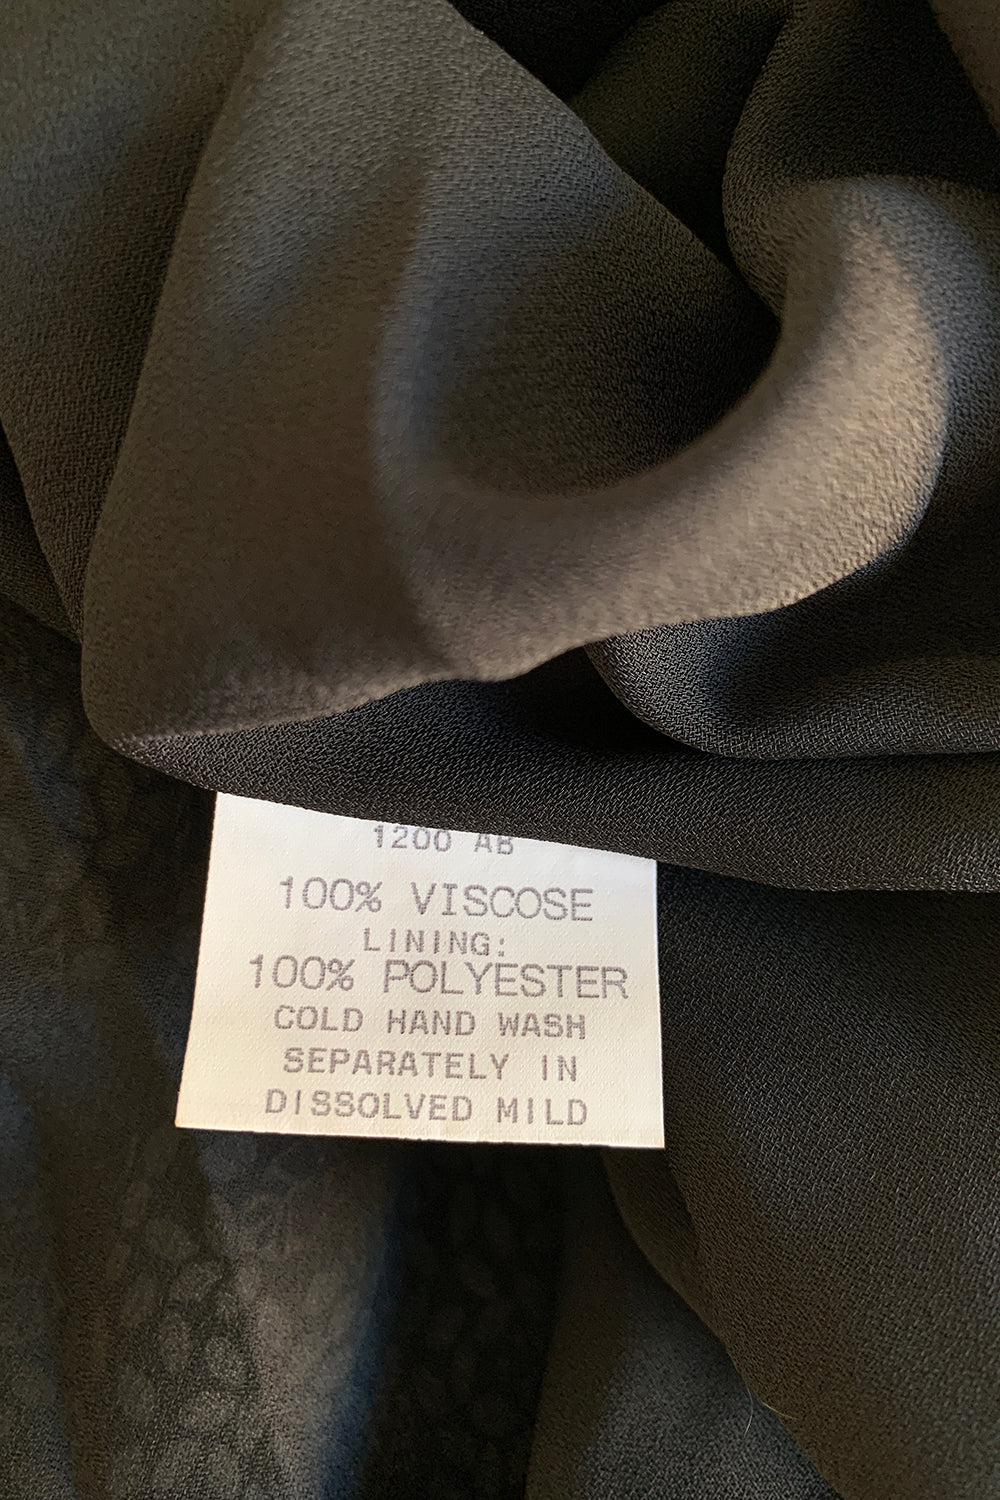 1200 AB
100% VISCOSE
LINING:
100% POLYESTER
COLD HAND WASH
SEPARATELY IN
DISSOLVED MILD